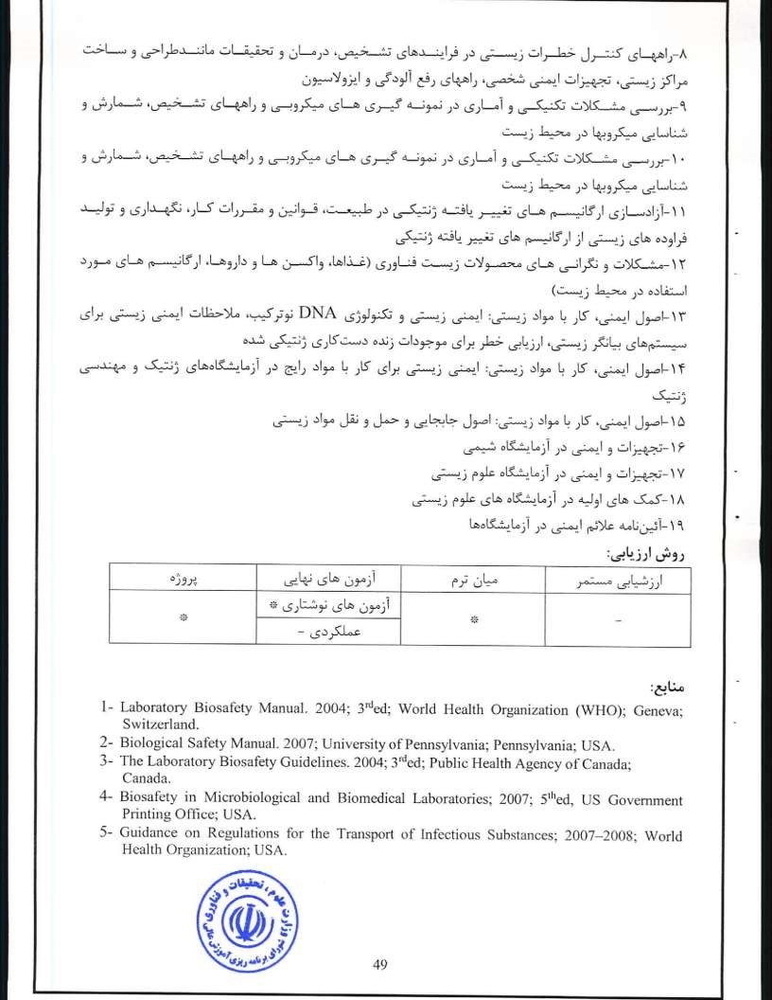 ۸-راههای کنترل خطرات زیستی در فرایندهای تشخیص، درمان و تحقیقات مانندطراحی و ساخت
مراکز زیستی، تجهیزات ایمنی شخصی، راههای رفع آلودگی و ایزولاسیون
۹-بررسی مشکلات تکنیکی و آماری در نمونه گیری های میکروبی و راههای تشخیص، شمارش و
شناسایی میکروبها در محیط زیست
۱۰-بررسی مشکلات تکنیکی و آماری در نمونه گیری های میکروبی و راههای تشخیص، شمارش و
شناسایی میکروبها در محیط زیست
۱۱-آزادسازی ارگانیسم های تغییر یافته ژنتیکی در طبیعت، قوانین و مقررات کار، نگهداری و تولید
فراوده های زیستی از ارگانیسم های تغییر یافته ژنتیکی
۱۲-مشکلات و نگرانی های محصولات زیست فناوری (غذاها، واکسن ها و داروها، ارگانیسم های مورد
استفاده در محیط زیست)
۱۳-اصول ایمنی، کار با مواد زیستی: ایمنی زیستی و تکنولوژی DNA نوترکیب، ملاحظات ایمنی زیستی برای
سیستم‌های بیانگر زیستی، ارزیابی خطر برای موجودات زنده دست‌کاری ژنتیکی شده
۱۴-اصول ایمنی، کار با مواد زیستی: ایمنی زیستی برای کار با مواد رایج در آزمایشگاه‌های ژنتیک و مهندسی
ژنتیک
۱۵-اصول ایمنی، کار با مواد زیستی: اصول جابجایی و حمل و نقل مواد زیستی
۱۶-تجهیزات و ایمنی در آزمایشگاه شیمی
۱۷-تجهیزات و ایمنی در آزمایشگاه علوم زیستی
۱۸-کمک های اولیه در آزمایشگاه های علوم زیستی
۱۹-آئین‌نامه علائم ایمنی در آزمایشگاه‌ها
روش ارزیابی:
ارزشیابی مستمر میان ترم آزمون های نهایی پروژه
- * آزمون های نوشتاری * *
عملکردی -
منابع:
1- Laboratory Biosafety Manual. 2004; 3rded; World Health Organization (WHO); Geneva;
Switzerland.
2- Biological Safety Manual. 2007; University of Pennsylvania; Pennsylvania; USA.
3- The Laboratory Biosafety Guidelines. 2004; 3rded; Public Health Agency of Canada;
Canada.
4- Biosafety in Microbiological and Biomedical Laboratories; 2007; 5thed, US Government
Printing Office; USA.
5- Guidance on Regulations for the Transport of Infectious Substances; 2007–2008; World
Health Organization; USA.
وزارت علوم، تحقیقات و فناوری
شورای برنامه ریزی آموزش عالی
49